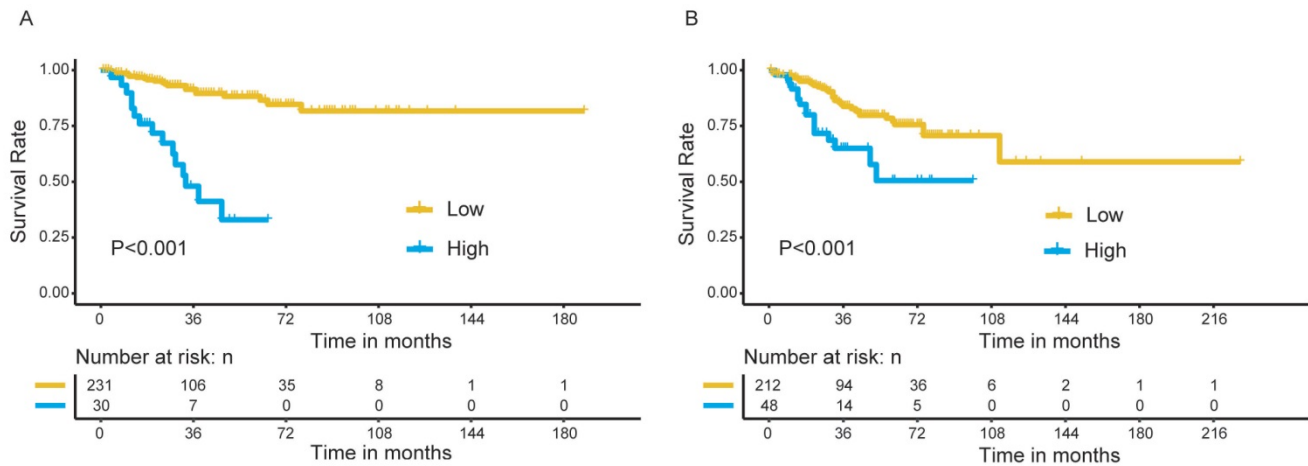 A
1.00
0.75
0.50
0.25
0.00
Survival Rate
Low
High
P<0.001
0 36 72 108 144 180
Time in months
Number at risk: n
231 106 35 8 1 1
30 7 0 0 0 0
0 36 72 108 144 180
Time in months
B
1.00
0.75
0.50
0.25
0.00
Survival Rate
Low
High
P<0.001
0 36 72 108 144 180 216
Time in months
Number at risk: n
212 94 36 6 2 1 1
48 14 5 0 0 0 0
0 36 72 108 144 180 216
Time in months